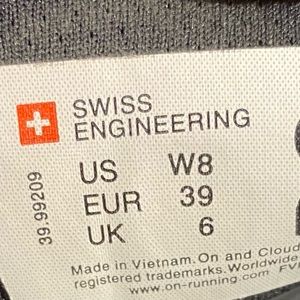 SWISS
ENGINEERING
US W8
EUR 39
UK 6
39.99209
Made in Vietnam. On and Cloud
registered trademarks. Worldwide
www.on-running.com